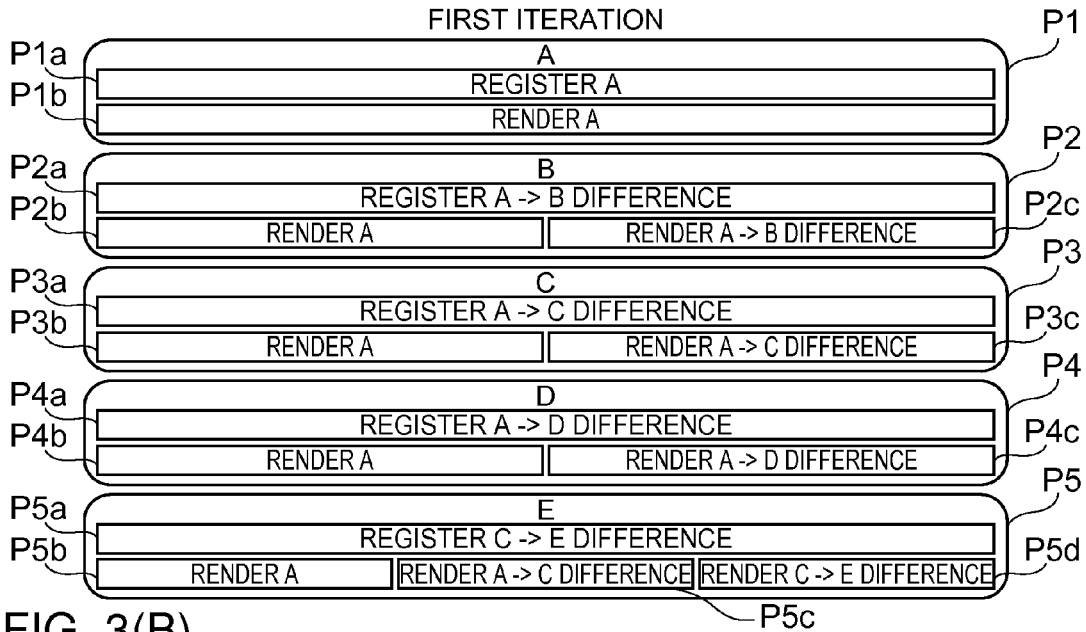 FIRST ITERATION
P1
P1a
A
REGISTER A
P1b
RENDER A
P2
P2a
B
REGISTER A -> B DIFFERENCE
P2b
RENDER A
RENDER A -> B DIFFERENCE
P2c
P3
P3a
C
REGISTER A -> C DIFFERENCE
P3b
RENDER A
RENDER A -> C DIFFERENCE
P3c
P4
P4a
D
REGISTER A -> D DIFFERENCE
P4b
RENDER A
RENDER A -> D DIFFERENCE
P4c
P5
P5a
E
REGISTER C -> E DIFFERENCE
P5b
RENDER A
RENDER A -> C DIFFERENCE
RENDER C -> E DIFFERENCE
P5d
P5c
FIG. 3(B)